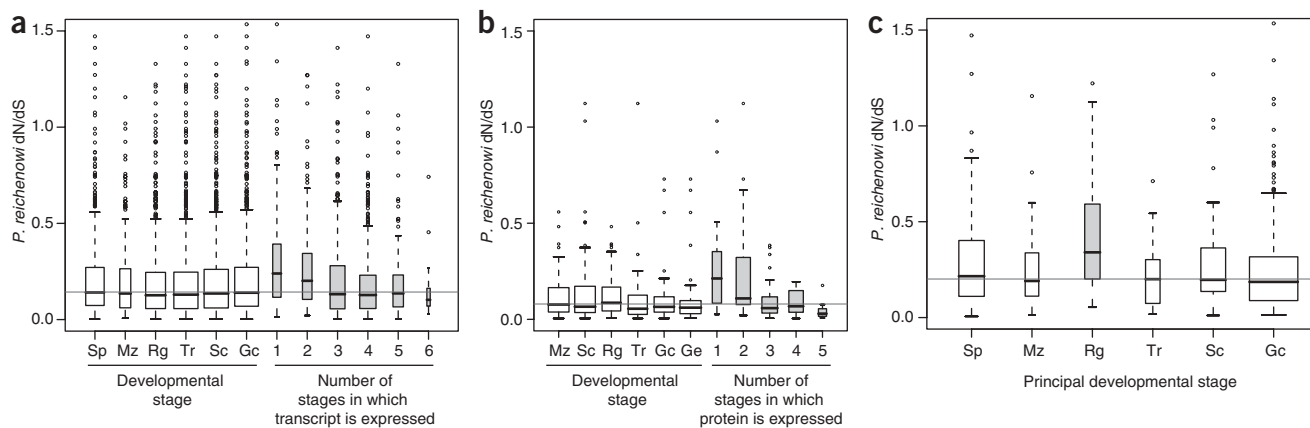 a
P. reichenowi dN/dS
1.5
1.0
0.5
0.0
Sp Mz Rg Tr Sc Gc 1 2 3 4 5 6
Developmental
stage
Number of
stages in which
transcript is expressed
b
P. reichenowi dN/dS
1.5
1.0
0.5
0.0
Mz Sc Rg Tr Gc Ge 1 2 3 4 5
Developmental
stage
Number of
stages in which
protein is expressed
c
P. reichenowi dN/dS
1.5
1.0
0.5
0.0
Sp Mz Rg Tr Sc Gc
Principal developmental stage